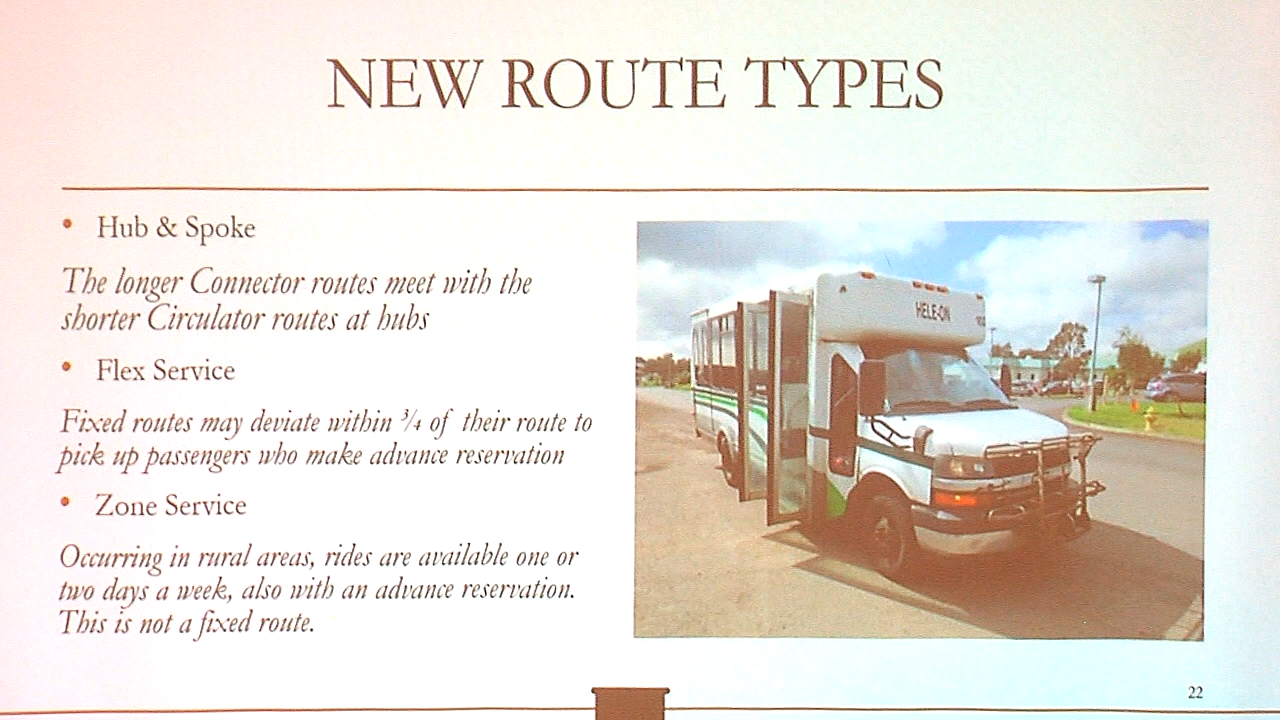 NEW ROUTE TYPES
• Hub & Spoke
The longer Connector routes meet with the
shorter Circulator routes at hubs
• Flex Service
Fixed routes may deviate within ¾ of their route to
pick up passengers who make advance reservation
• Zone Service
Occurring in rural areas, rides are available one or
two days a week, also with an advance reservation.
This is not a fixed route.
HELE-ON
22